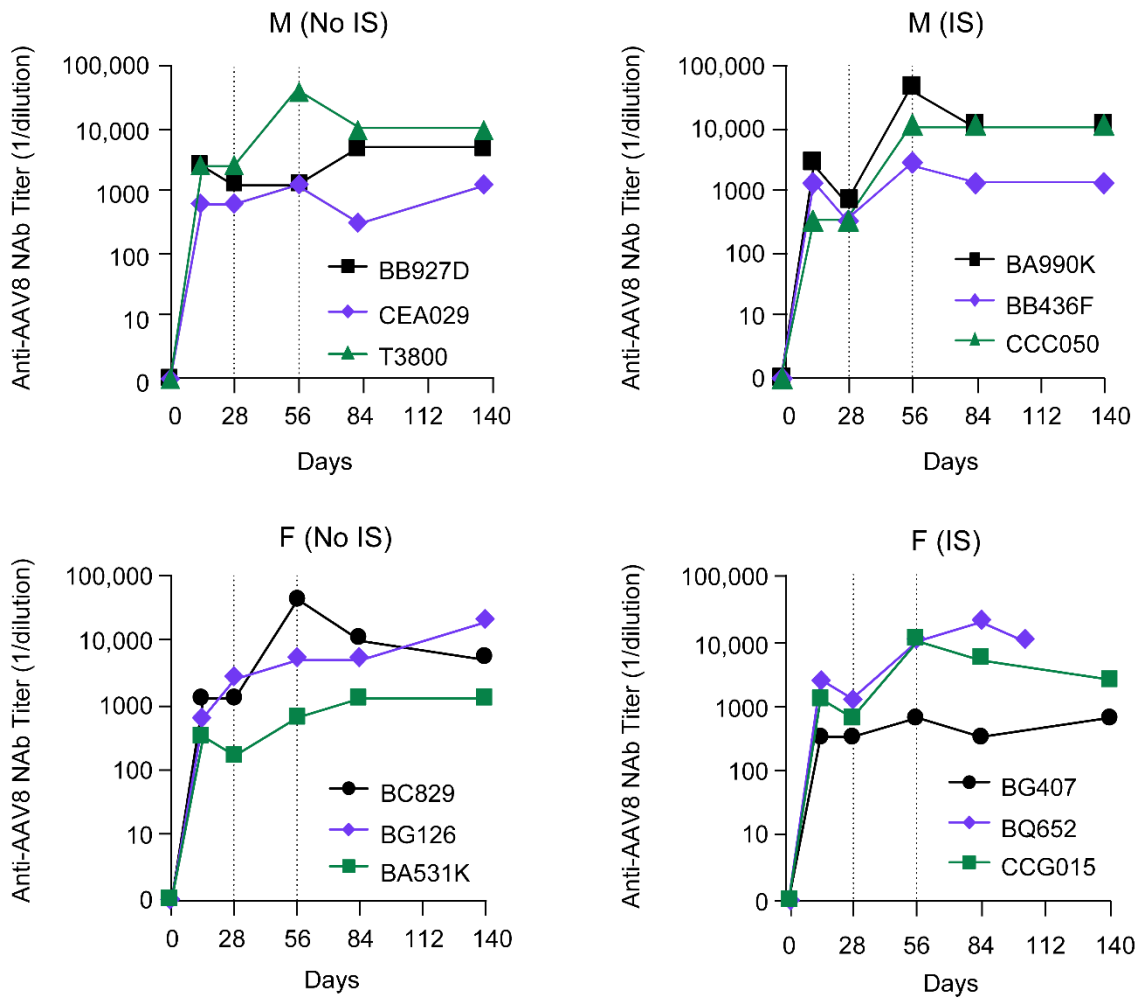 M (No IS)
Anti-AAV8 NAb Titer (1/dilution)
100,000
10,000
1000
100
10
0
BB927D
CEA029
T3800
0 28 56 84 112 140
Days
M (IS)
Anti-AAV8 NAb Titer (1/dilution)
100,000
10,000
1000
100
10
0
BA990K
BB436F
CCC050
0 28 56 84 112 140
Days
F (No IS)
Anti-AAV8 NAb Titer (1/dilution)
100,000
10,000
1000
100
10
0
BC829
BG126
BA531K
0 28 56 84 112 140
Days
F (IS)
Anti-AAV8 NAb Titer (1/dilution)
100,000
10,000
1000
100
10
0
BG407
BQ652
CCG015
0 28 56 84 112 140
Days